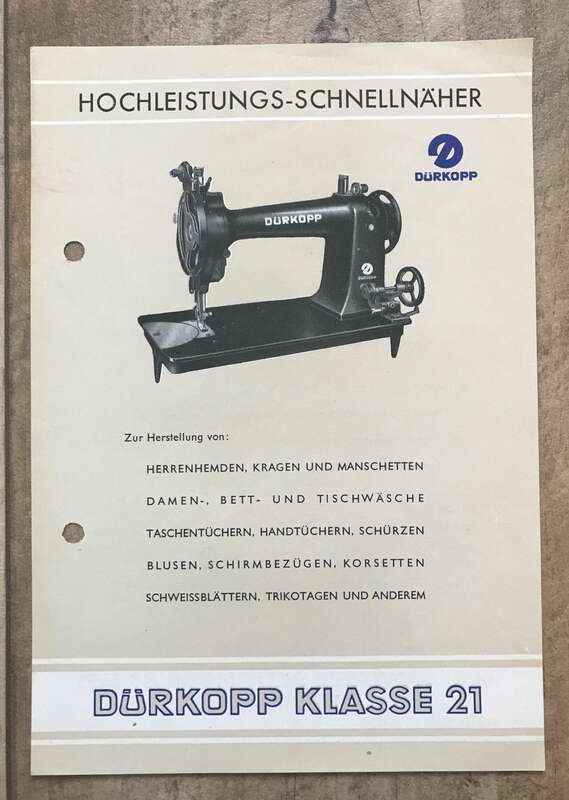 HOCHLEISTUNGS-SCHNELLNÄHER
DÜRKOPP
DÜRKOPP
DÜRKOPP
Zur Herstellung von:
HERRENHEMDEN, KRAGEN UND MANSCHETTEN
DAMEN-, BETT- UND TISCHWÄSCHE
TASCHENTÜCHERN, HANDTÜCHERN, SCHÜRZEN
BLUSEN, SCHIRMBEZÜGEN, KORSETTEN
SCHWEISSBLÄTTERN, TRIKOTAGEN UND ANDEREM
DÜRKOPP KLASSE 21